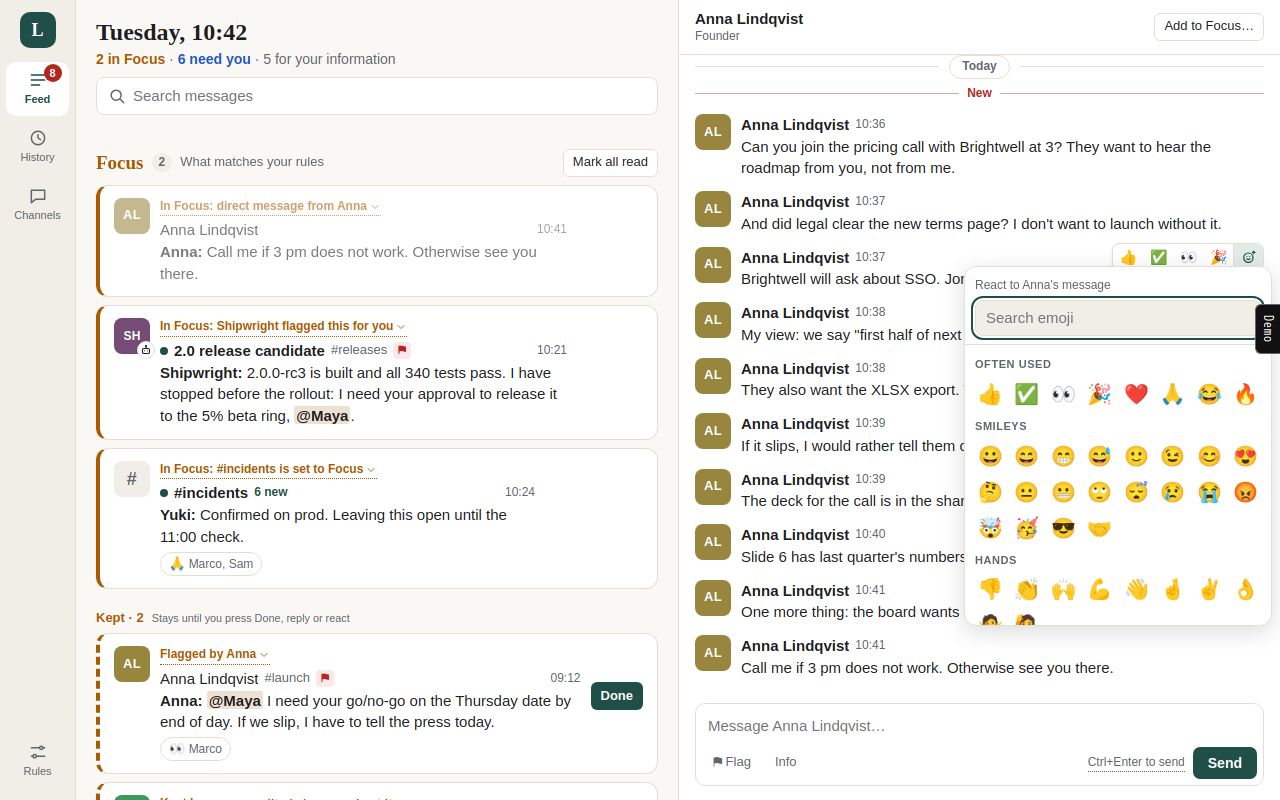 L
Feed
8
History
Channels
Rules
Tuesday, 10:42
2 in Focus · 6 need you · 5 for your information
Search messages
Focus 2 What matches your rules Mark all read
AL
In Focus: direct message from Anna
Anna Lindqvist 10:41
Anna: Call me if 3 pm does not work. Otherwise see you
there.
SH
In Focus: Shipwright flagged this for you
2.0 release candidate #releases 10:21
Shipwright: 2.0.0-rc3 is built and all 340 tests pass. I have
stopped before the rollout: I need your approval to release it
to the 5% beta ring, @Maya.
#
In Focus: #incidents is set to Focus
#incidents 6 new 10:24
Yuki: Confirmed on prod. Leaving this open until the
11:00 check.
🙏 Marco, Sam
Kept · 2 Stays until you press Done, reply or react
AL
Flagged by Anna
Anna Lindqvist #launch 09:12
Anna: @Maya I need your go/no-go on the Thursday date by
end of day. If we slip, I have to tell the press today.
Done
👀 Marco
Anna Lindqvist
Founder
Add to Focus…
Today
New
AL
Anna Lindqvist 10:36
Can you join the pricing call with Brightwell at 3? They want to hear the
roadmap from you, not from me.
AL
Anna Lindqvist 10:37
And did legal clear the new terms page? I don't want to launch without it.
AL
Anna Lindqvist 10:37
Brightwell will ask about SSO.
AL
Anna Lindqvist 10:38
My view: we say "first half of next
AL
Anna Lindqvist 10:38
They also want the XLSX export.
AL
Anna Lindqvist 10:39
If it slips, I would rather tell them
AL
Anna Lindqvist 10:39
The deck for the call is in the
AL
Anna Lindqvist 10:40
Slide 6 has last quarter's numbers
AL
Anna Lindqvist 10:41
One more thing: the board wants
AL
Anna Lindqvist 10:41
Call me if 3 pm does not work. Otherwise see you there.
React to Anna's message
Search emoji
OFTEN USED
SMILEYS
HANDS
Demo
Message Anna Lindqvist…
Flag Info Ctrl+Enter to send Send